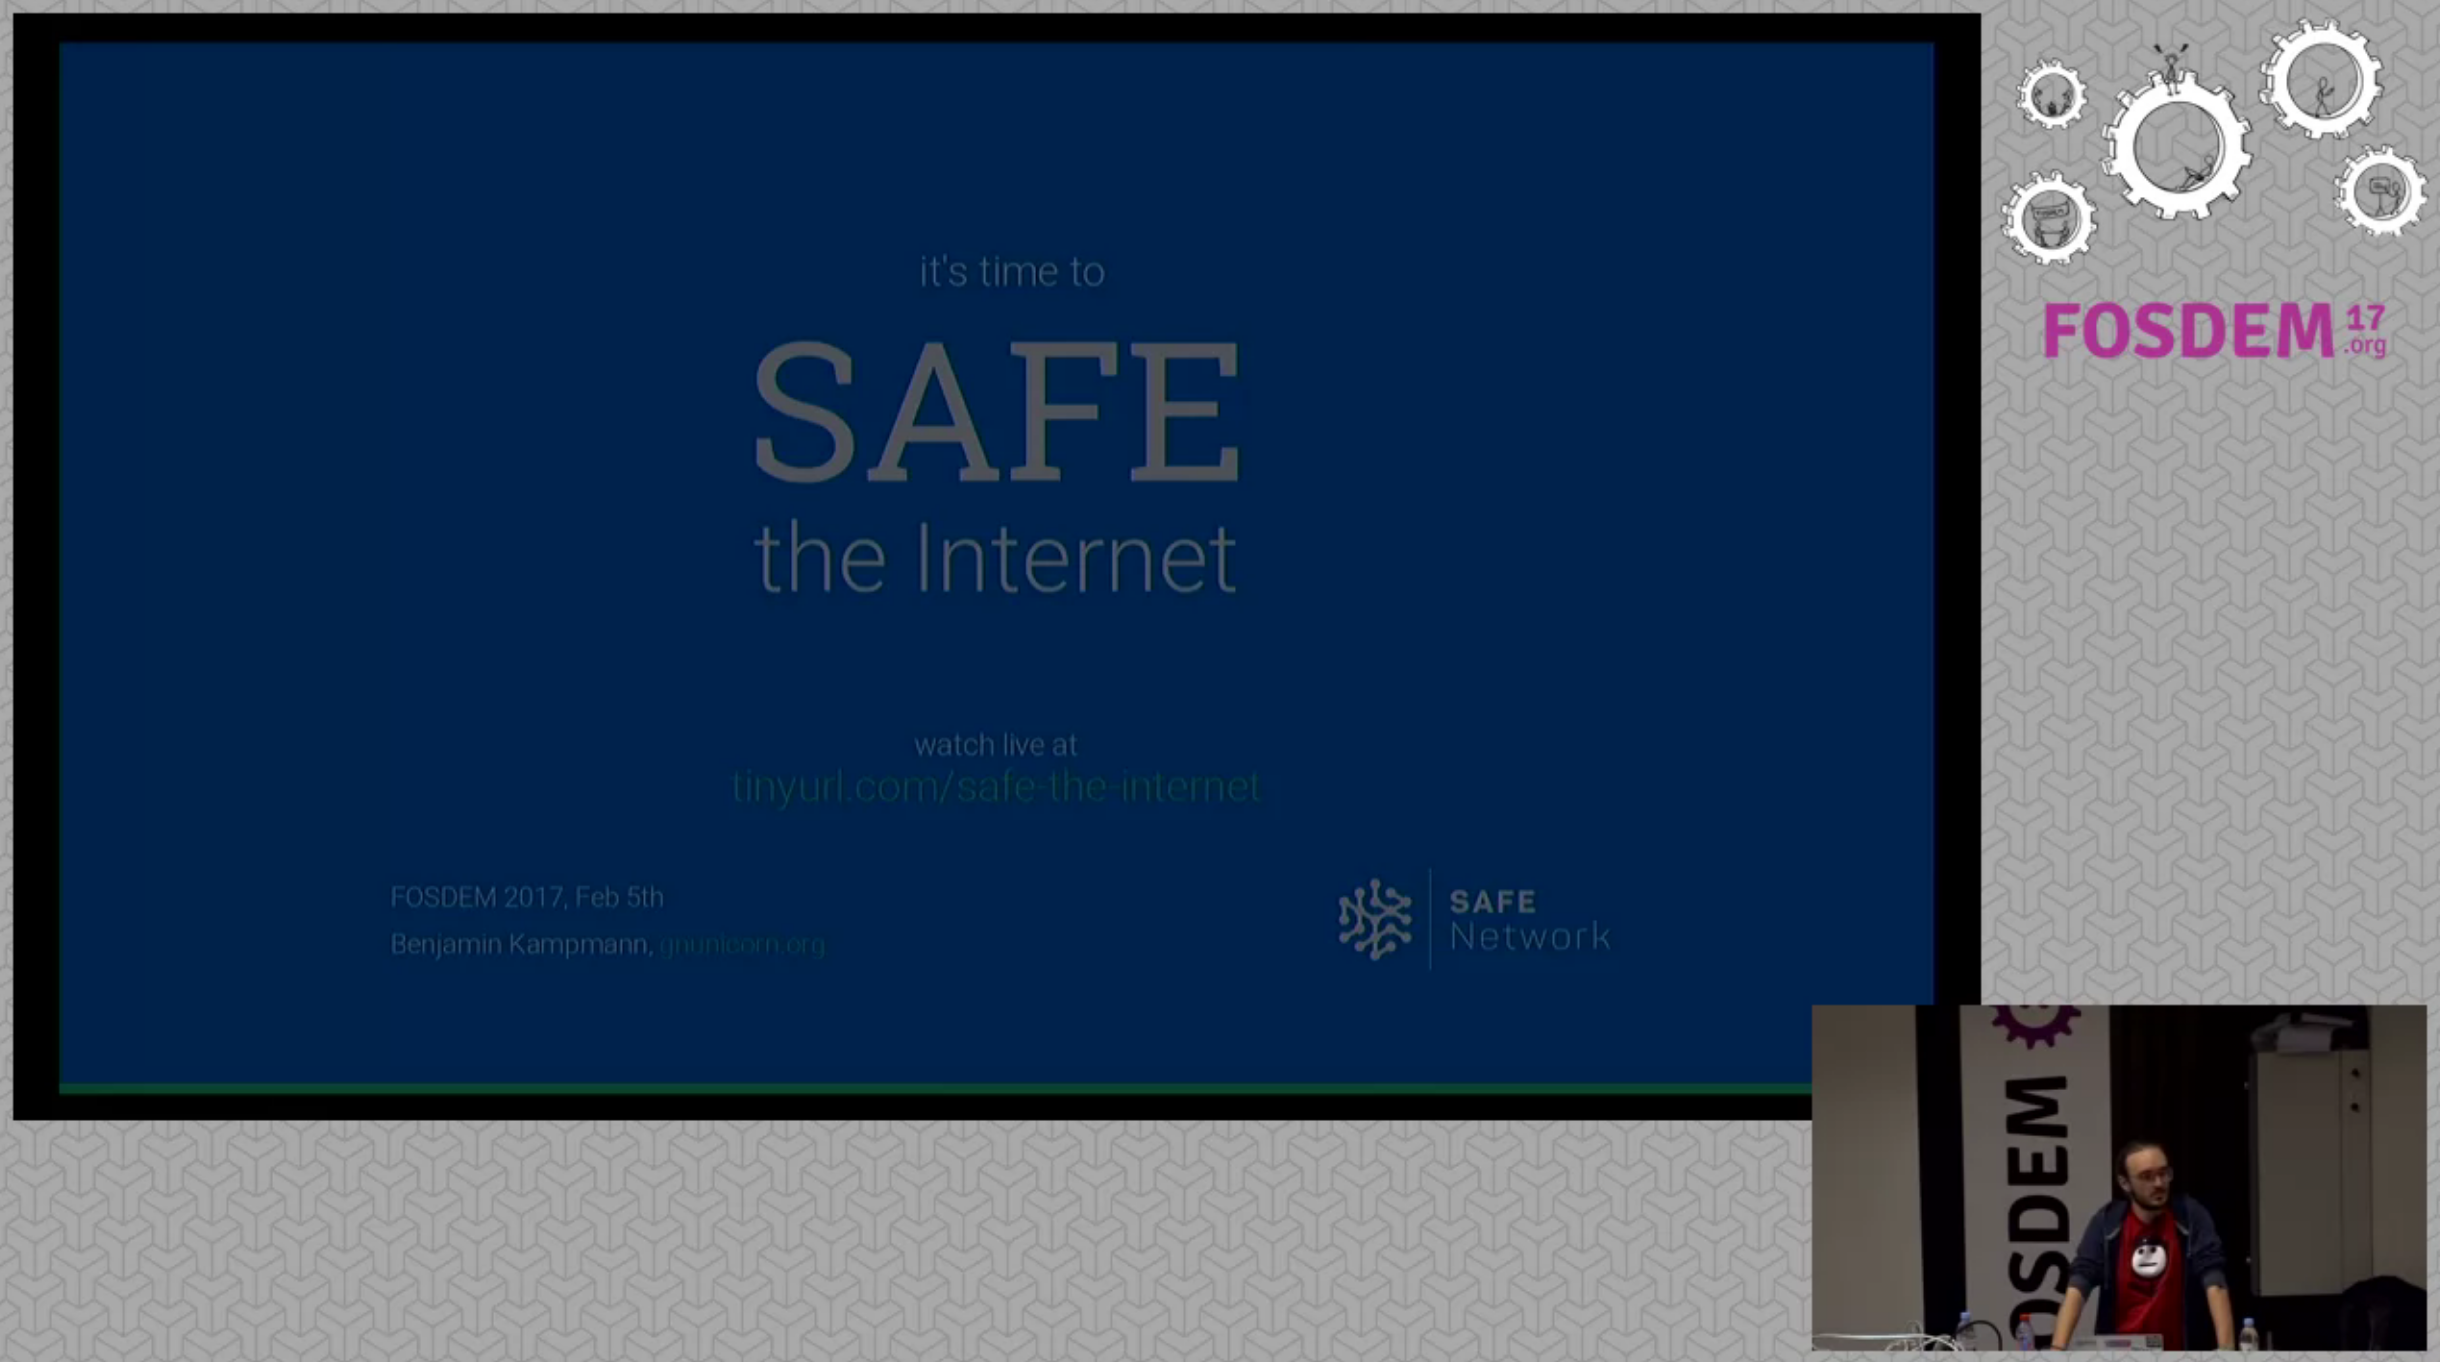 it's time to
SAFE
the Internet
watch live at
tinyurl.com/safe-the-internet
FOSDEM 2017, Feb 5th
Benjamin Kampmann, gnunicorn.org
SAFE
Network
FOSDEM 17
.org
OSDEM